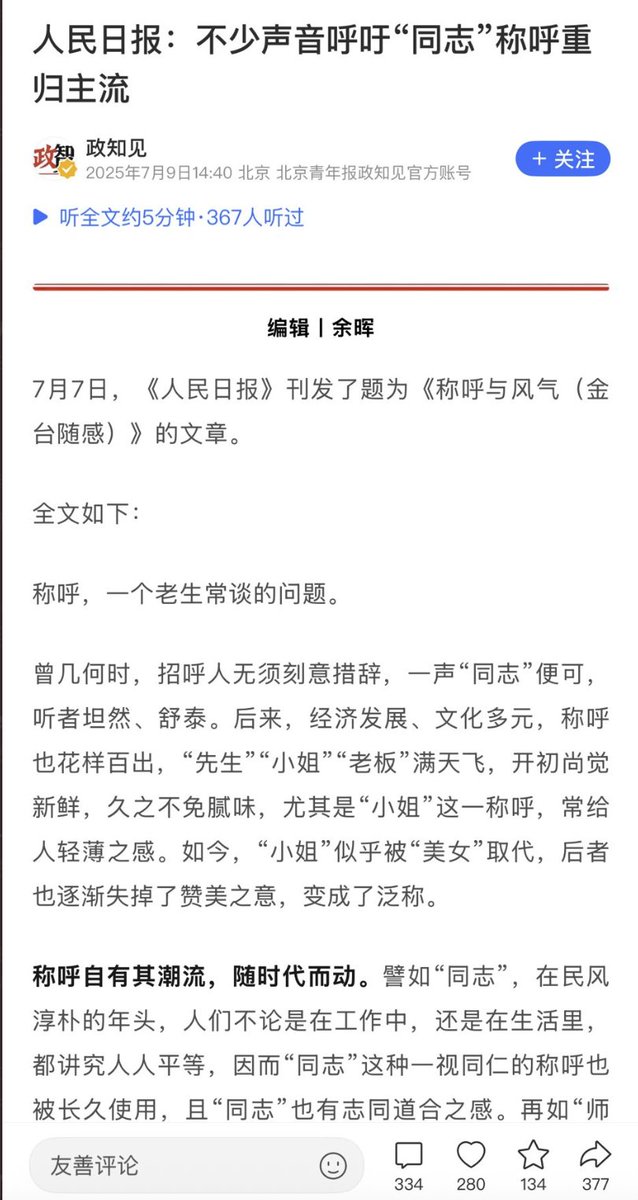 人民日报：不少声音呼吁“同志”称呼重
归主流
政知见
2025年7月9日14:40 北京 北京青年报政知见官方账号
+ 关注
听全文约5分钟·367人听过
编辑丨余晖
7月7日，《人民日报》刊发了题为《称呼与风气（金
台随感）》的文章。
全文如下：
称呼，一个老生常谈的问题。
曾几何时，招呼人无须刻意措辞，一声“同志”便可，
听者坦然、舒泰。后来，经济发展、文化多元，称呼
也花样百出，“先生”“小姐”“老板”满天飞，开初尚觉
新鲜，久之不免腻味，尤其是“小姐”这一称呼，常给
人轻薄之感。如今，“小姐”似乎被“美女”取代，后者
也逐渐失掉了赞美之意，变成了泛称。
称呼自有其潮流，随时代而动。譬如“同志”，在民风
淳朴的年头，人们不论是在工作中，还是在生活里，
都讲究人人平等，因而“同志”这种一视同仁的称呼也
被长久使用，且“同志”也有志同道合之感。再如“师
友善评论
334
280
134
377